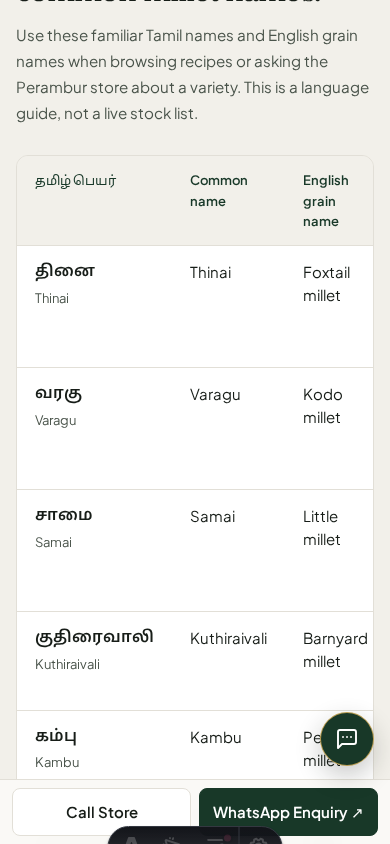 Use these familiar Tamil names and English grain
names when browsing recipes or asking the
Perambur store about a variety. This is a language
guide, not a live stock list.
தமிழ் பெயர்
Common
name
English
grain
name
தினை
Thinai
Thinai
Foxtail
millet
வரகு
Varagu
Varagu
Kodo
millet
சாமை
Samai
Samai
Little
millet
குதிரைவாலி
Kuthiraivali
Kuthiraivali
Barnyard
millet
கம்பு
Kambu
Kambu
Call Store
WhatsApp Enquiry ↗